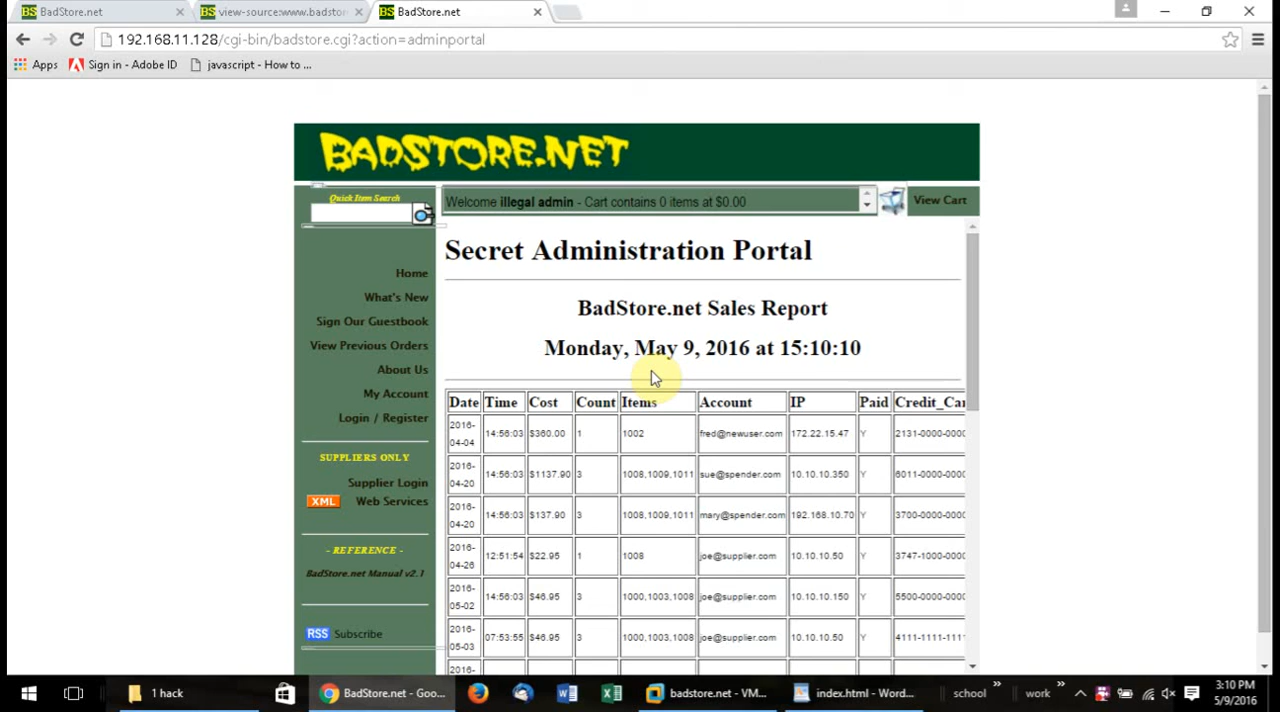 BadStore.net
view-source:www.badstor
BadStore.net
192.168.11.128/cgi-bin/badstore.cgi?action=adminportal
Apps Sign in - Adobe ID javascript - How to ...
BS BADSTORE.NET
Quick Item Search
Welcome illegal admin - Cart contains 0 items at $0.00
View Cart
Home
What's New
Sign Our Guestbook
View Previous Orders
About Us
My Account
Login / Register
SUPPLIERS ONLY
Supplier Login
XML Web Services
- REFERENCE -
BadStore.net Manual v2.1
RSS Subscribe
Secret Administration Portal
BadStore.net Sales Report
Monday, May 9, 2016 at 15:10:10
Date Time Cost Count Items Account IP Paid Credit_Car
2016-04-04 14:56:03 $360.00 1 1002 fred@newuser.com 172.22.15.47 Y 2131-0000-0000
2016-04-20 14:56:03 $1137.90 3 1008,1009,1011 sue@spender.com 10.10.10.350 Y 6011-0000-0000
2016-04-20 14:56:03 $137.90 3 1008,1009,1011 mary@spender.com 192.168.10.70 Y 3700-0000-0000
2016-04-26 12:51:54 $22.95 1 1008 joe@supplier.com 10.10.10.50 Y 3747-1000-0000
2016-05-02 14:56:03 $46.95 3 1000,1003,1008 joe@supplier.com 10.10.10.150 Y 5500-0000-0000
2016-05-03 07:53:55 $46.95 3 1000,1003,1008 joe@supplier.com 10.10.10.50 Y 4111-1111-1111
2016-
1 hack BadStore.net - Goo... badstore.net - VM... index.html - Word... school » work » 3:10 PM
5/9/2016